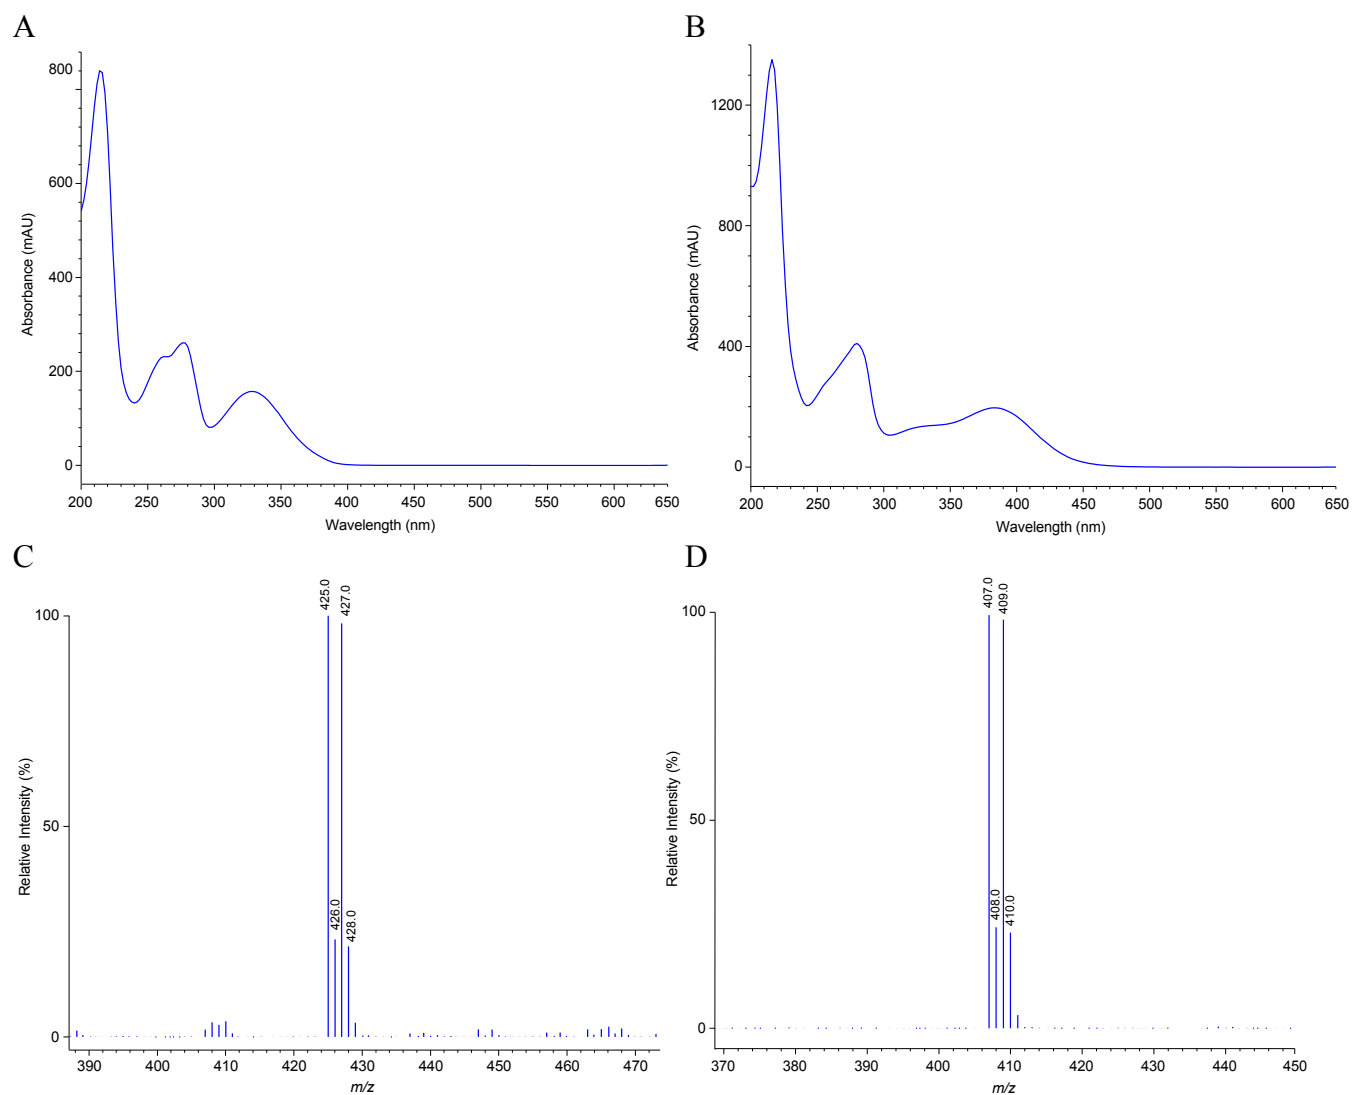 A
800
600
400
200
0
Absorbance (mAU)
200 250 300 350 400 450 500 550 600 650
Wavelength (nm)
B
1200
800
400
0
Absorbance (mAU)
200 250 300 350 400 450 500 550 600 650
Wavelength (nm)
C
100
50
0
Relative Intensity (%)
425.0
426.0
427.0
428.0
390 400 410 420 430 440 450 460 470
m/z
D
100
50
0
Relative Intensity (%)
407.0
408.0
409.0
410.0
370 380 390 400 410 420 430 440 450
m/z